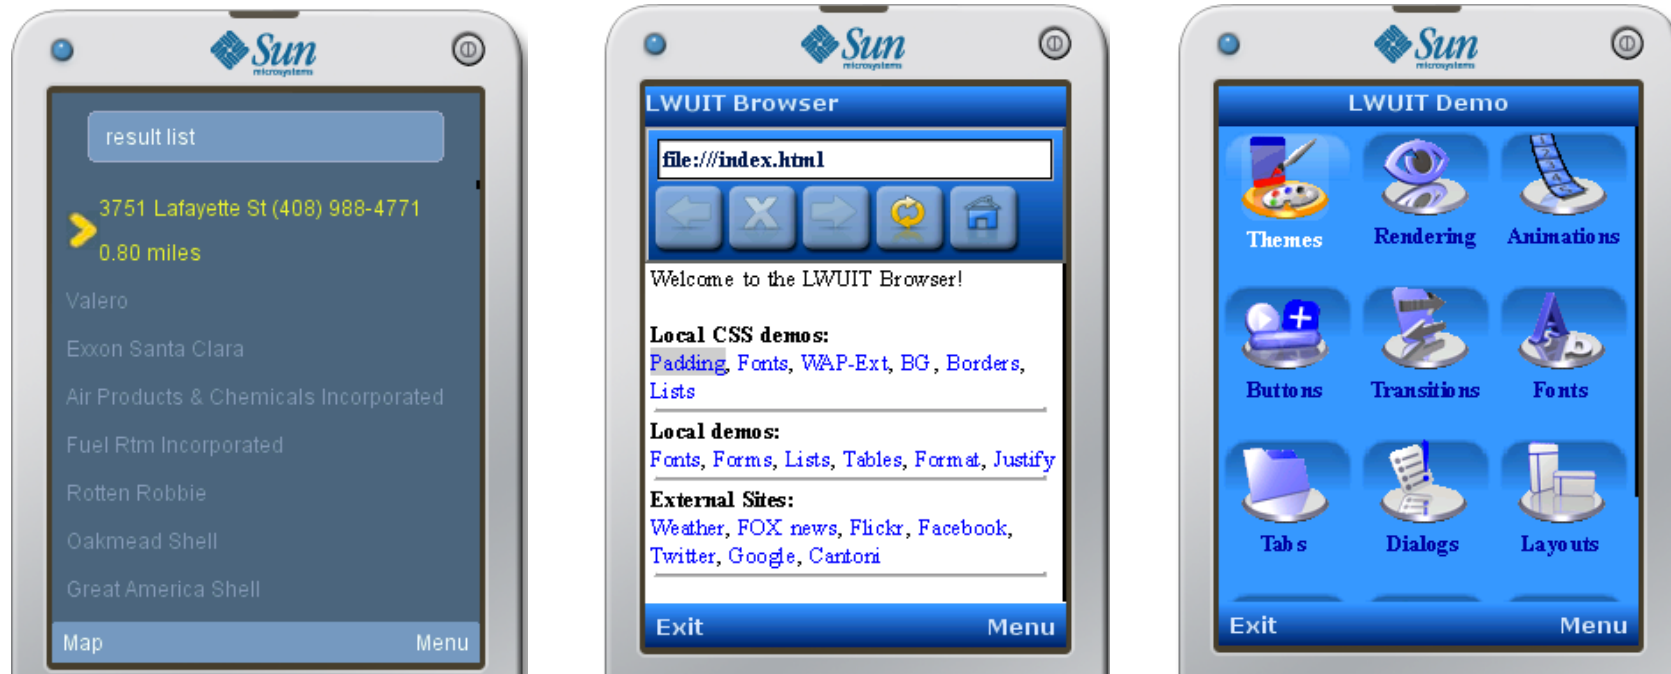 Sun
microsystems
result list
3751 Lafayette St (408) 988-4771
0.80 miles
Valero
Exxon Santa Clara
Air Products & Chemicals Incorporated
Fuel Rtm Incorporated
Rotten Robbie
Oakmead Shell
Great America Shell
Map Menu
Sun
microsystems
LWUIT Browser
file:///index.html
Welcome to the LWUIT Browser!
Local CSS demos:
Padding, Fonts, WAP-Ext, BG, Borders,
Lists
Local demos:
Fonts, Forms, Lists, Tables, Format, Justify
External Sites:
Weather, FOX news, Flickr, Facebook,
Twitter, Google, Cantoni
Exit Menu
Sun
microsystems
LWUIT Demo
Themes Rendering Animations
Buttons Transitions Fonts
Tabs Dialogs Layouts
Exit Menu